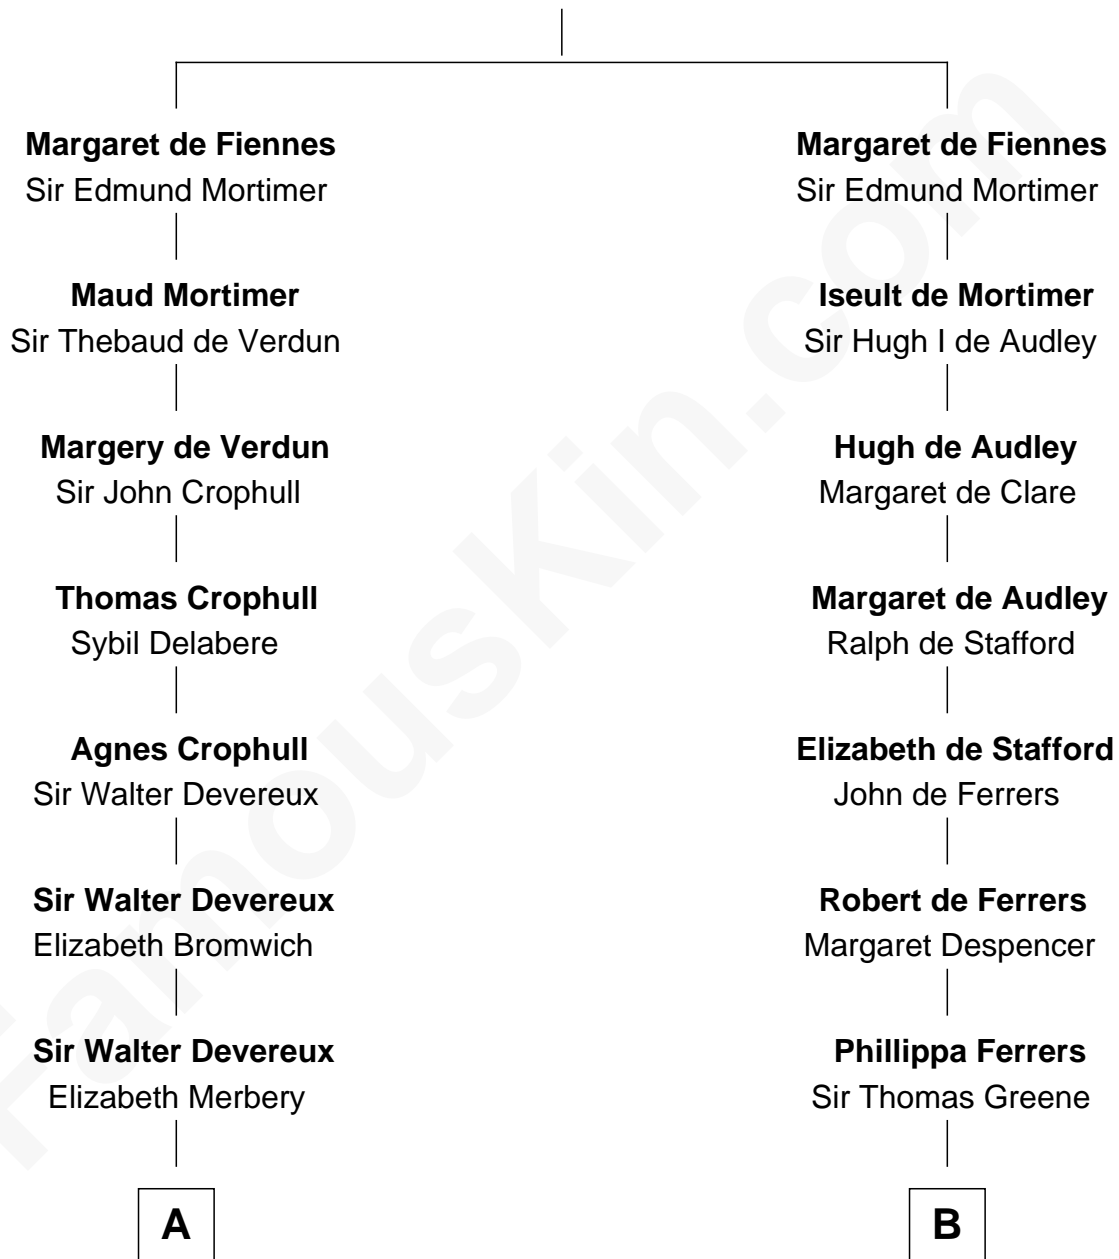 Margaret de Fiennes
Sir Edmund Mortimer
Margaret de Fiennes
Sir Edmund Mortimer
Maud Mortimer
Sir Thebaud de Verdun
Iseult de Mortimer
Sir Hugh I de Audley
Margery de Verdun
Sir John Crophull
Hugh de Audley
Margaret de Clare
Thomas Crophull
Sybil Delabere
Margaret de Audley
Ralph de Stafford
Agnes Crophull
Sir Walter Devereux
Elizabeth de Stafford
John de Ferrers
Sir Walter Devereux
Elizabeth Bromwich
Robert de Ferrers
Margaret Despencer
Sir Walter Devereux
Elizabeth Merbery
Phillippa Ferrers
Sir Thomas Greene
A
B
FamousKin.com